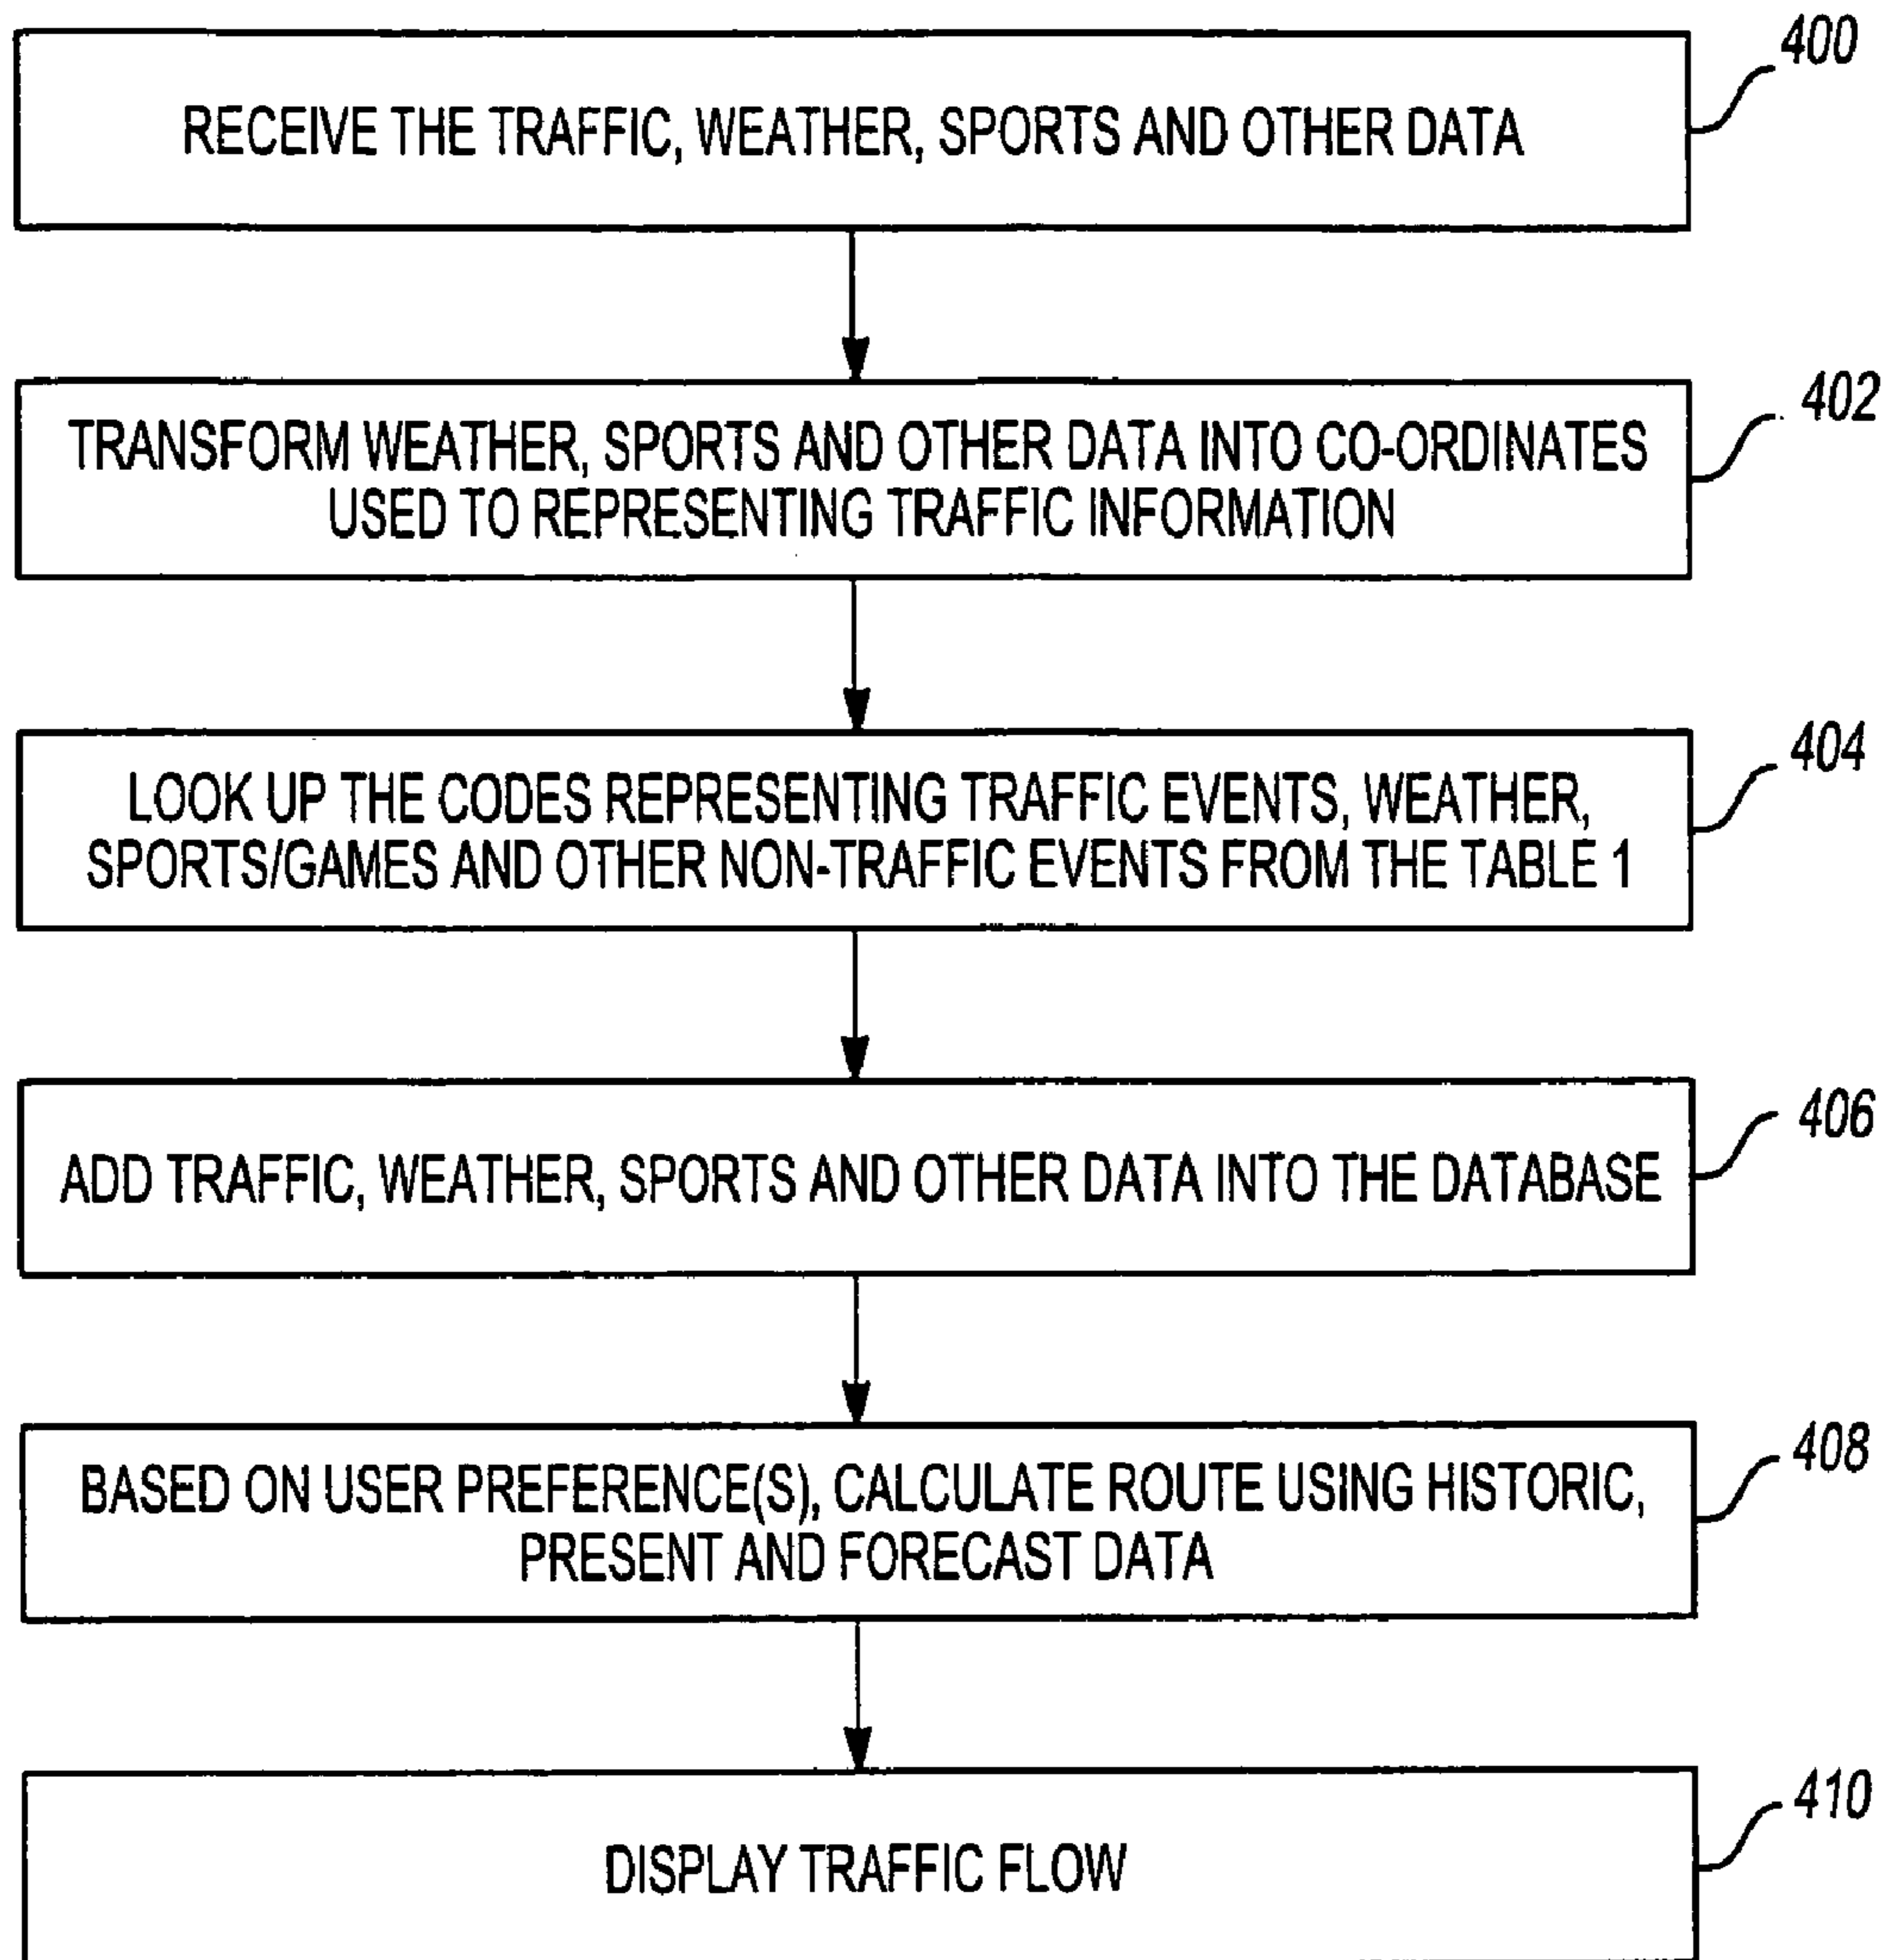 400
RECEIVE THE TRAFFIC, WEATHER, SPORTS AND OTHER DATA
402
TRANSFORM WEATHER, SPORTS AND OTHER DATA INTO CO-ORDINATES
USED TO REPRESENTING TRAFFIC INFORMATION
404
LOOK UP THE CODES REPRESENTING TRAFFIC EVENTS, WEATHER,
SPORTS/GAMES AND OTHER NON-TRAFFIC EVENTS FROM THE TABLE 1
406
ADD TRAFFIC, WEATHER, SPORTS AND OTHER DATA INTO THE DATABASE
408
BASED ON USER PREFERENCE(S), CALCULATE ROUTE USING HISTORIC,
PRESENT AND FORECAST DATA
410
DISPLAY TRAFFIC FLOW